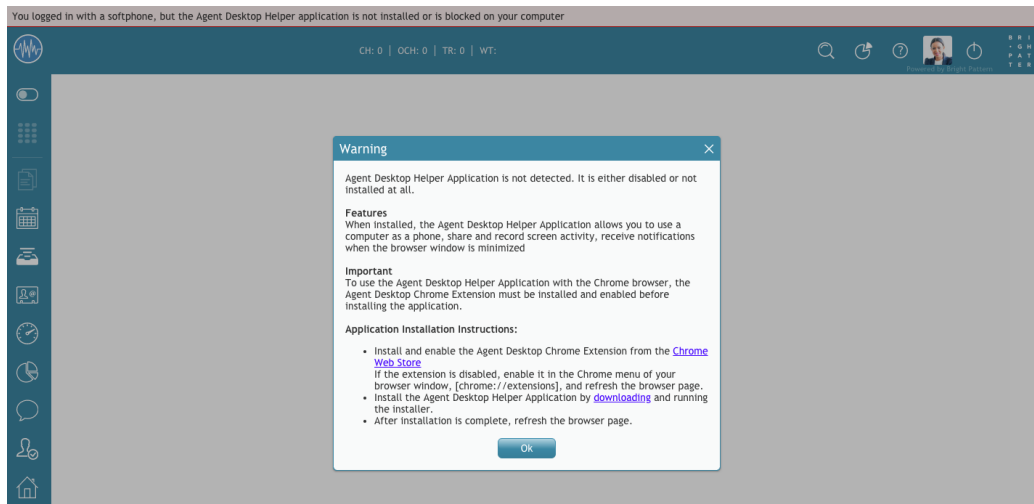 You logged in with a softphone, but the Agent Desktop Helper application is not installed or is blocked on your computer
CH: 0 | OCH: 0 | TR: 0 | WT:
Powered by Bright Pattern
B R I
- G H
P A T
T E R
Warning
Agent Desktop Helper Application is not detected. It is either disabled or not
installed at all.
Features
When installed, the Agent Desktop Helper Application allows you to use a
computer as a phone, share and record screen activity, receive notifications
when the browser window is minimized
Important
To use the Agent Desktop Helper Application with the Chrome browser, the
Agent Desktop Chrome Extension must be installed and enabled before
installing the application.
Application Installation Instructions:
• Install and enable the Agent Desktop Chrome Extension from the Chrome
Web Store
If the extension is disabled, enable it in the Chrome menu of your
browser window, [chrome://extensions], and refresh the browser page.
• Install the Agent Desktop Helper Application by downloading and running
the installer.
• After installation is complete, refresh the browser page.
Ok